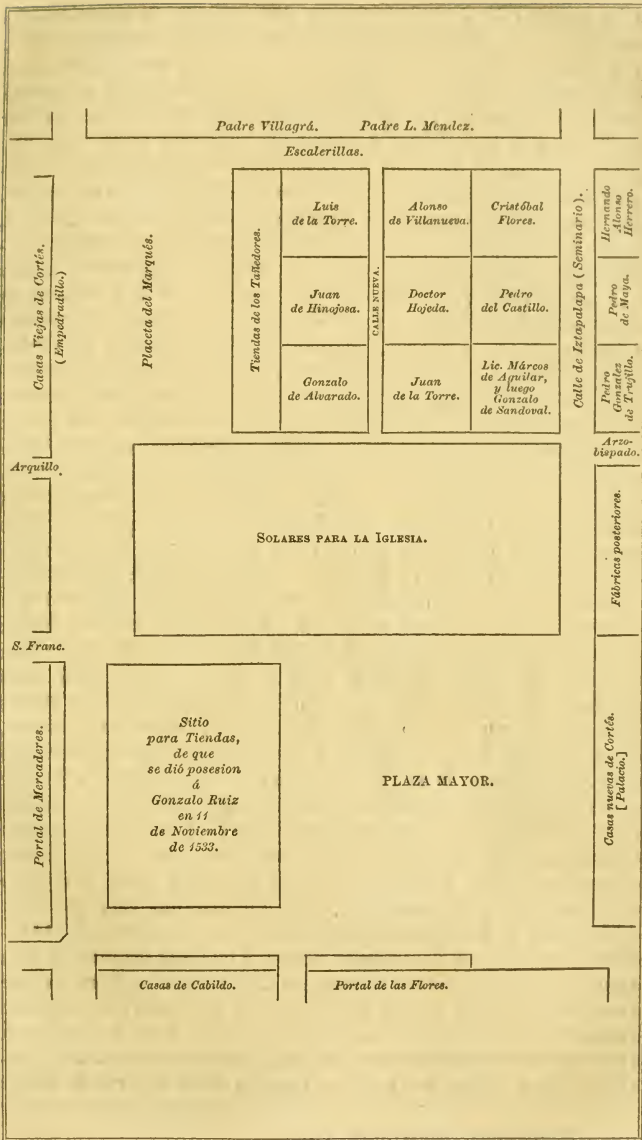 Padre Villagrá. Padre L. Mendez.
Escalerillas.
Casas Viejas de Cortés.
(Empedradillo.)
Placeta del Marqués.
Tiendas de los Tañedores.
Luis
de la Torre.
Juan
de Hinojosa.
Gonzalo
de Alvarado.
CALLE NUEVA.
Alonso
de Villanueva.
Cristóbal
Flores.
Doctor
Hojeda.
Pedro
del Castillo.
Juan
de la Torre.
Lic. Márcos
de Aguilar,
y luego
Gonzalo
de Sandoval.
Calle de Iztapalapa (Seminario).
Hernando
Alonso
Herrero.
Pedro
de Maya.
Pedro
Gonzalez
de Trujillo.
Arzo-
bispado.
Arquillo.
SOLARES PARA LA IGLESIA.
Fábricas posteriores.
S. Franc.
Portal de Mercaderes.
Sitio
para Tiendas,
de que
se dió posesion
á
Gonzalo Ruiz
en 11
de Noviembre
de 1533.
PLAZA MAYOR.
Casas nuevas de Cortés.
[Palacio.]
Casas de Cabildo.
Portal de las Flores.